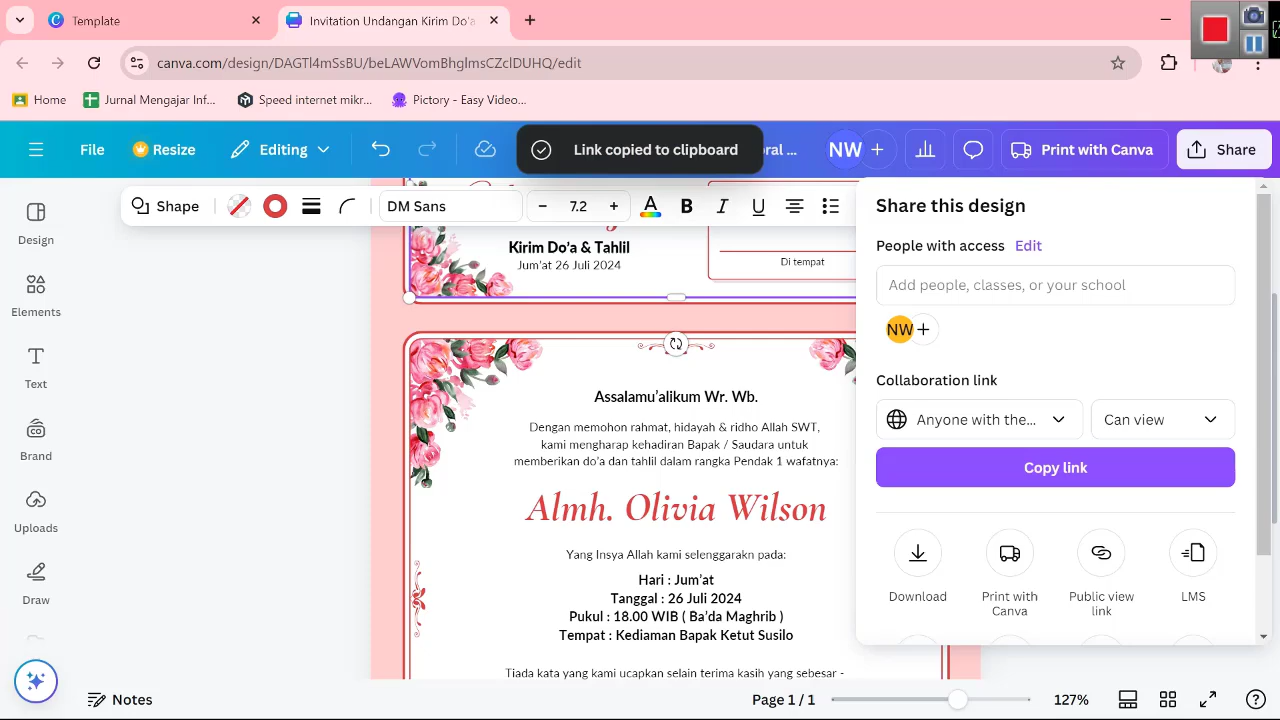 Template
Invitation Undangan Kirim Do'a
canva.com/design/DAGTl4mSsBU/beLAWVomBhglmsCZclDUHQ/edit
Home
Jurnal Mengajar Inf...
Speed internet mikr...
Pictory - Easy Video...
File
Resize
Editing
Link copied to clipboard
ral ...
NW
Print with Canva
Share
Shape
DM Sans
− 7.2 +
A
B
I
U
Design
Elements
Text
Brand
Uploads
Draw
Kirim Do'a & Tahlil
Jum'at 26 Juli 2024
Di tempat
Assalamu'alikum Wr. Wb.
Dengan memohon rahmat, hidayah & ridho Allah SWT,
kami mengharap kehadiran Bapak / Saudara untuk
memberikan do'a dan tahlil dalam rangka Pendak 1 wafatnya:
Almh. Olivia Wilson
Yang Insya Allah kami selenggarakn pada:
Hari : Jum'at
Tanggal : 26 Juli 2024
Pukul : 18.00 WIB ( Ba'da Maghrib )
Tempat : Kediaman Bapak Ketut Susilo
Tiada kata yang kami ucapkan selain terima kasih yang sebesar -
Share this design
People with access Edit
Add people, classes, or your school
NW
Collaboration link
Anyone with the...
Can view
Copy link
Download
Print with
Canva
Public view
link
LMS
Notes
Page 1 / 1
127%